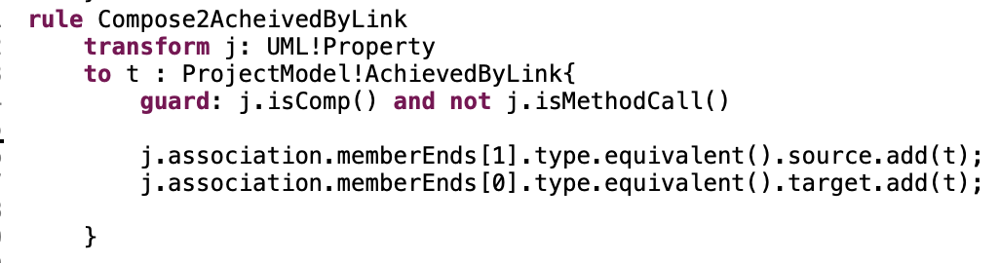 rule Compose2AcheivedByLink
transform j: UML!Property
to t : ProjectModel!AchievedByLink{
guard: j.isComp() and not j.isMethodCall()
j.association.memberEnds[1].type.equivalent().source.add(t);
j.association.memberEnds[0].type.equivalent().target.add(t);
}